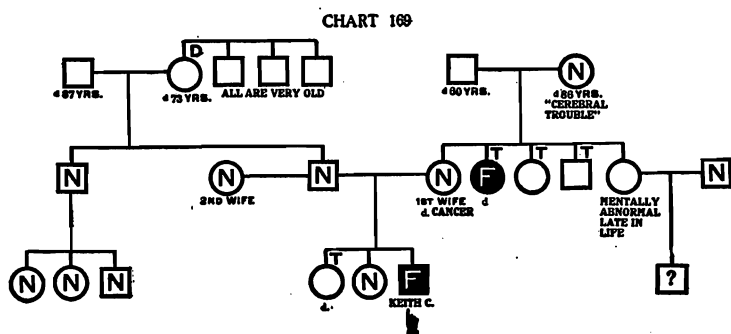 CHART 169
D
d 87 YRS.
d 73 YRS.
ALL ARE VERY OLD
N
d 60 YRS.
d 86 YRS.
"CEREBRAL
TROUBLE"
N
N
2ND WIFE
N
N
1ST WIFE
d. CANCER
T
F
d
T
T
MENTALLY
ABNORMAL
LATE IN
LIFE
N
N
N
N
T
d.
N
F
KEITH C.
?